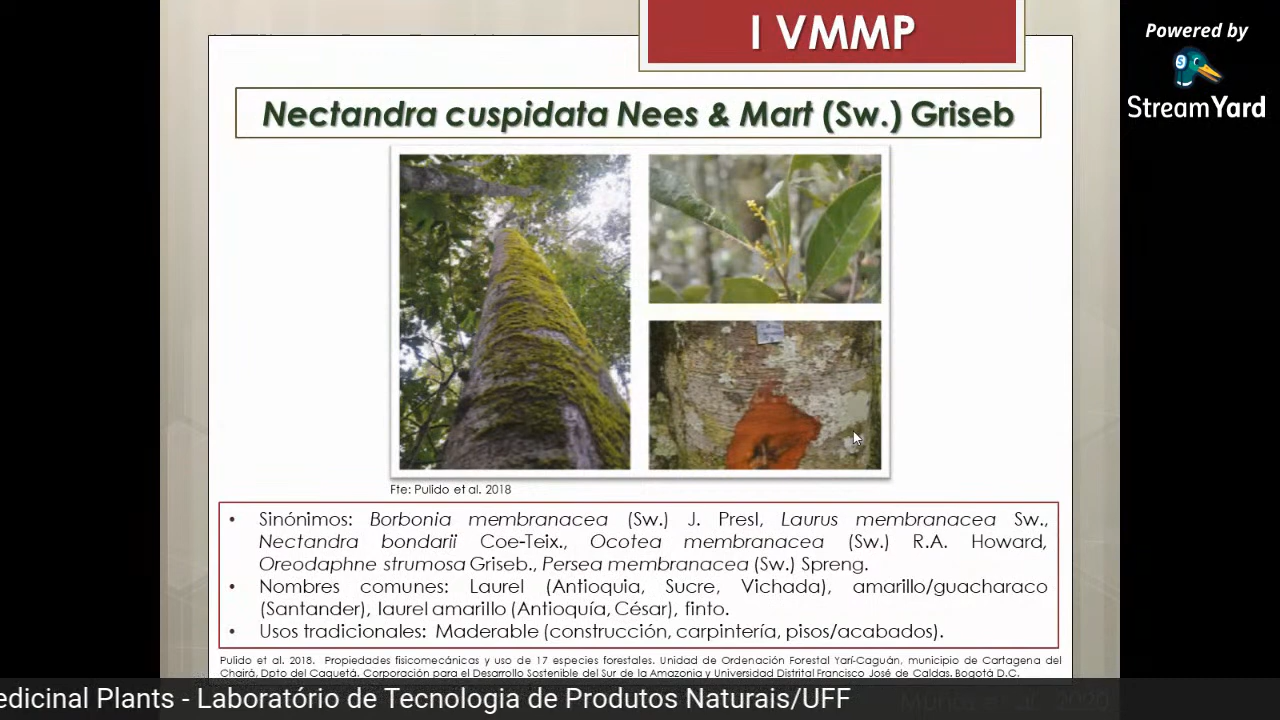 I VMMP
Powered by
StreamYard
Nectandra cuspidata Nees & Mart (Sw.) Griseb
Fte: Pulido et al. 2018
• Sinónimos: Borbonia membranacea (Sw.) J. Presl, Laurus membranacea Sw.,
Nectandra bondarii Coe-Teix., Ocotea membranacea (Sw.) R.A. Howard,
Oreodaphne strumosa Griseb., Persea membranacea (Sw.) Spreng.
• Nombres comunes: Laurel (Antioquia, Sucre, Vichada), amarillo/guacharaco
(Santander), laurel amarillo (Antioquía, César), finto.
• Usos tradicionales: Maderable (construcción, carpintería, pisos/acabados).
Pulido et al. 2018. Propiedades fisicomecánicas y uso de 17 especies forestales. Unidad de Ordenación Forestal Yarí-Caguán, municipio de Cartagena del
Chairá, Dpto del Caquetá. Corporación para el Desarrollo Sostenible del Sur de la Amazonia y Universidad Distrital Francisco José de Caldas. Bogotá D.C.
edicinal Plants - Laboratório de Tecnologia de Produtos Naturais/UFF